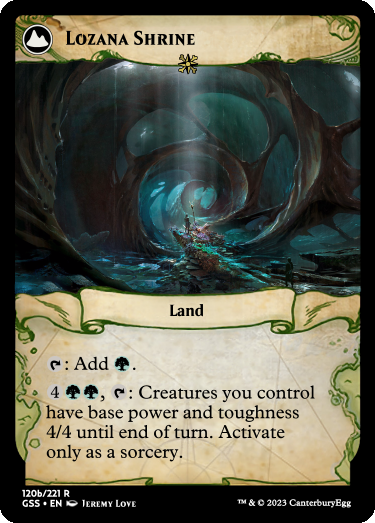 Lozana Shrine
Land
: Add .
4 , : Creatures you control
have base power and toughness
4/4 until end of turn. Activate
only as a sorcery.
120b/221 R
GSS • EN Jeremy Love
™ & © 2023 CanterburyEgg